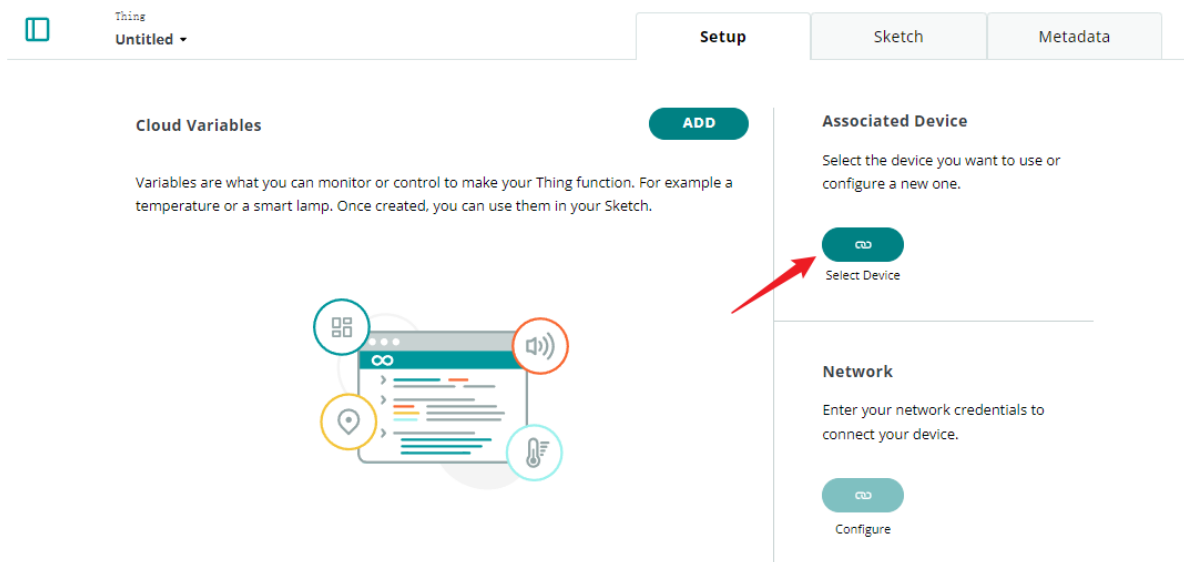 Thing
Untitled
Setup
Sketch
Metadata
Cloud Variables
ADD
Variables are what you can monitor or control to make your Thing function. For example a
temperature or a smart lamp. Once created, you can use them in your Sketch.
Associated Device
Select the device you want to use or
configure a new one.
Select Device
Network
Enter your network credentials to
connect your device.
Configure